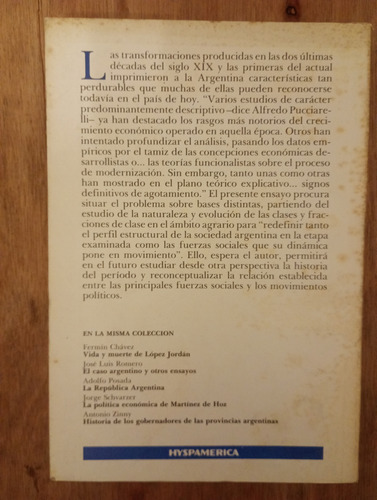 Las transformaciones producidas en las dos últimas
décadas del siglo XIX y las primeras del actual
imprimieron a la Argentina características tan
perdurables que muchas de ellas pueden reconocerse
todavía en el país de hoy. “Varios estudios de carácter
predominantemente descriptivo –dice Alfredo Pucciare-
lli– ya han destacado los rasgos más notorios del creci-
miento económico operado en aquella época. Otros han
intentado profundizar el análisis, pasando los datos em-
píricos por el tamiz de las concepciones económicas de-
sarrollistas o... las teorías funcionalistas sobre el proceso
de modernización. Sin embargo, tanto unas como otras
han mostrado en el plano teórico explicativo... signos
definitivos de agotamiento.” El presente ensayo procura
situar el problema sobre bases distintas, partiendo del
estudio de la naturaleza y evolución de las clases y frac-
ciones de clase en el ámbito agrario para “redefinir tanto
el perfil estructural de la sociedad argentina en la etapa
examinada como las fuerzas sociales que su dinámica
pone en movimiento”. Ello, espera el autor, permitirá
en el futuro estudiar desde otra perspectiva la historia
del período y reconceptualizar la relación establecida
entre las principales fuerzas sociales y los movimientos
políticos.
EN LA MISMA COLECCION
Fermín Chávez
Vida y muerte de López Jordán
José Luis Romero
El caso argentino y otros ensayos
Adolfo Posada
La República Argentina
Jorge Schvarzer
La política económica de Martínez de Hoz
Antonio Zinny
Historia de los gobernadores de las provincias argentinas
HYSPAMERICA